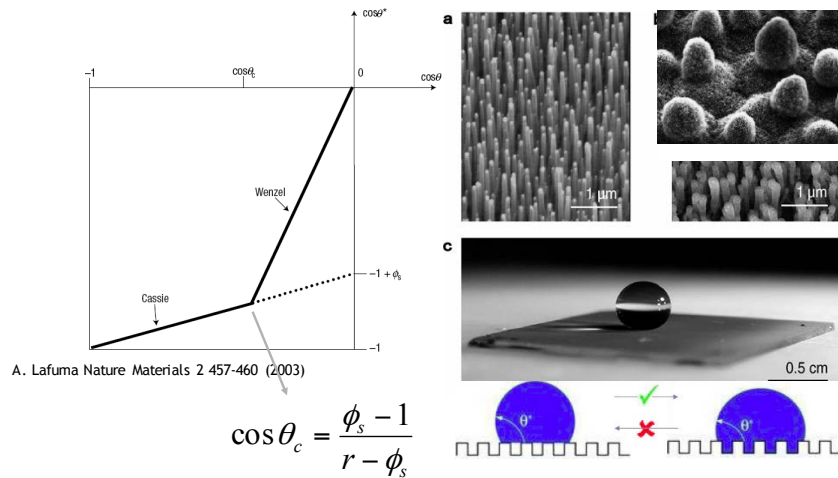 cosθ*
-1
cosθc
0
cosθ
Wenzel
-1 + ϕs
Cassie
-1
A. Lafuma Nature Materials 2 457-460 (2003)
cos θc = (ϕs − 1) / (r − ϕs)
a
1 μm
b
1 μm
c
0.5 cm
θ*
θ*